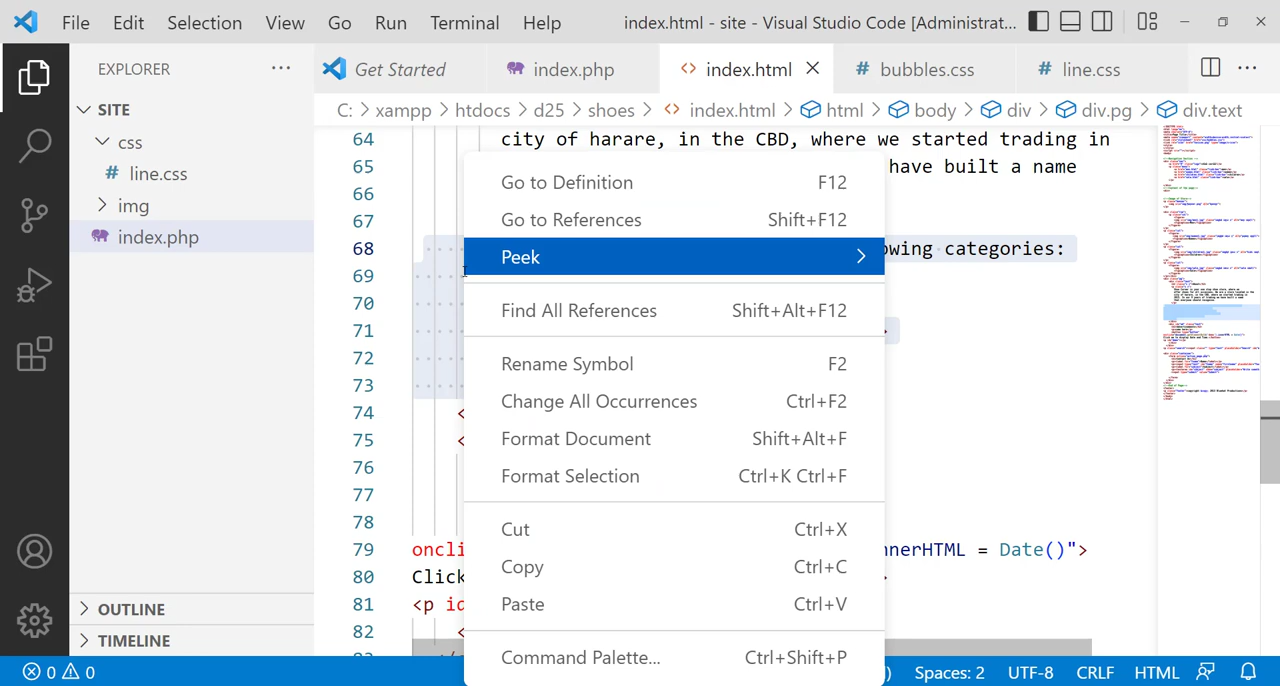 File Edit Selection View Go Run Terminal Help index.html - site - Visual Studio Code [Administrat...
EXPLORER
SITE
css
# line.css
img
index.php
OUTLINE
TIMELINE
Get Started index.php index.html # bubbles.css # line.css
C: > xampp > htdocs > d25 > shoes > index.html > html > body > div > div.pg > div.text
64 city of harare, in the CBD, where we started trading in
65 have built a name
66
67
68 owing categories:
69
70
71
72
73
74 <
75 <
76
77
78
79 oncli nnerHTML = Date()">
80 Click >
81 <p id
82 <
Go to Definition F12
Go to References Shift+F12
Peek
Find All References Shift+Alt+F12
Rename Symbol F2
Change All Occurrences Ctrl+F2
Format Document Shift+Alt+F
Format Selection Ctrl+K Ctrl+F
Cut Ctrl+X
Copy Ctrl+C
Paste Ctrl+V
Command Palette... Ctrl+Shift+P
0 0 ) Spaces: 2 UTF-8 CRLF HTML